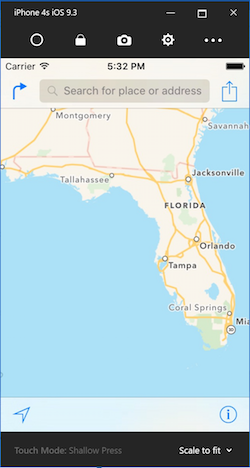 iPhone 4s iOS 9.3
Carrier 5:32 PM
Search for place or address
Montgomery
Savannah
Jacksonville
Tallahassee
FLORIDA
Orlando
Tampa
Coral Springs
Mia
Touch Mode: Shallow Press Scale to fit